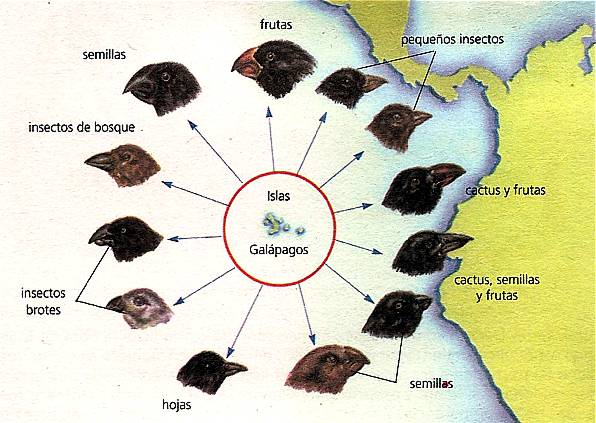 frutas
pequeños insectos
semillas
insectos de bosque
cactus y frutas
Islas
Galápagos
cactus, semillas
y frutas
insectos
brotes
semillas
hojas